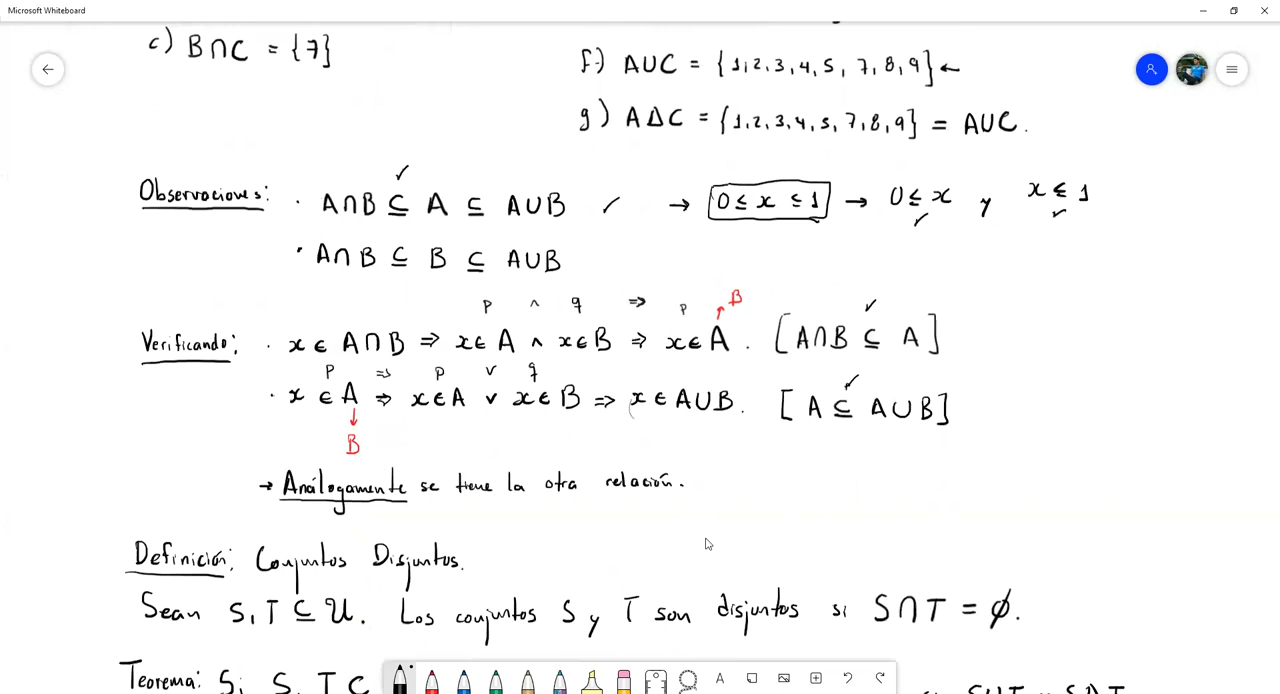 Microsoft Whiteboard
c) B∩C = {7}
f.) A∪C = {1,2,3,4,5,7,8,9} ←
g) A Δ C = {1,2,3,4,5,7,8,9} = A∪C.
Observaciones: · A∩B ⊆ A ⊆ A∪B ✓ → 0 ≤ x ≤ 1 → 0 ≤ x y x ≤ 1
· A∩B ⊆ B ⊆ A∪B
p ∧ q ⇒ p B
Verificando: · x ∈ A∩B ⇒ x ∈ A ∧ x ∈ B ⇒ x ∈ A. [A∩B ⊆ A]
p ⇒ p ∨ q
· x ∈ A ⇒ x ∈ A ∨ x ∈ B ⇒ x ∈ A∪B. [A ⊆ A∪B]
B
→ Análogamente se tiene la otra relación.
Definición: Conjuntos Disjuntos.
Sean S, T ⊆ U. Los conjuntos S y T son disjuntos si S∩T = ∅.
Teorema: Si S, T ⊆